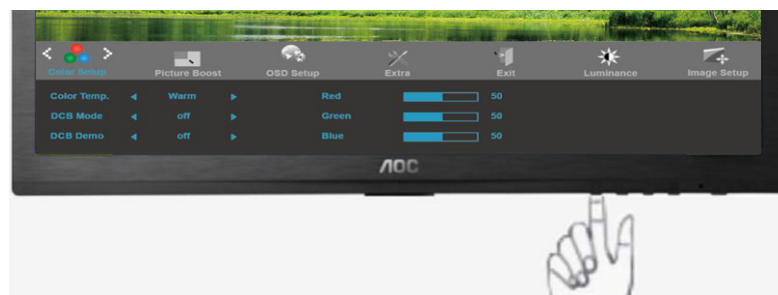 Color Setup Picture Boost OSD Setup Extra Exit Luminance Image Setup
Color Temp. Warm Red 50
DCB Mode off Green 50
DCB Demo off Blue 50
AOC